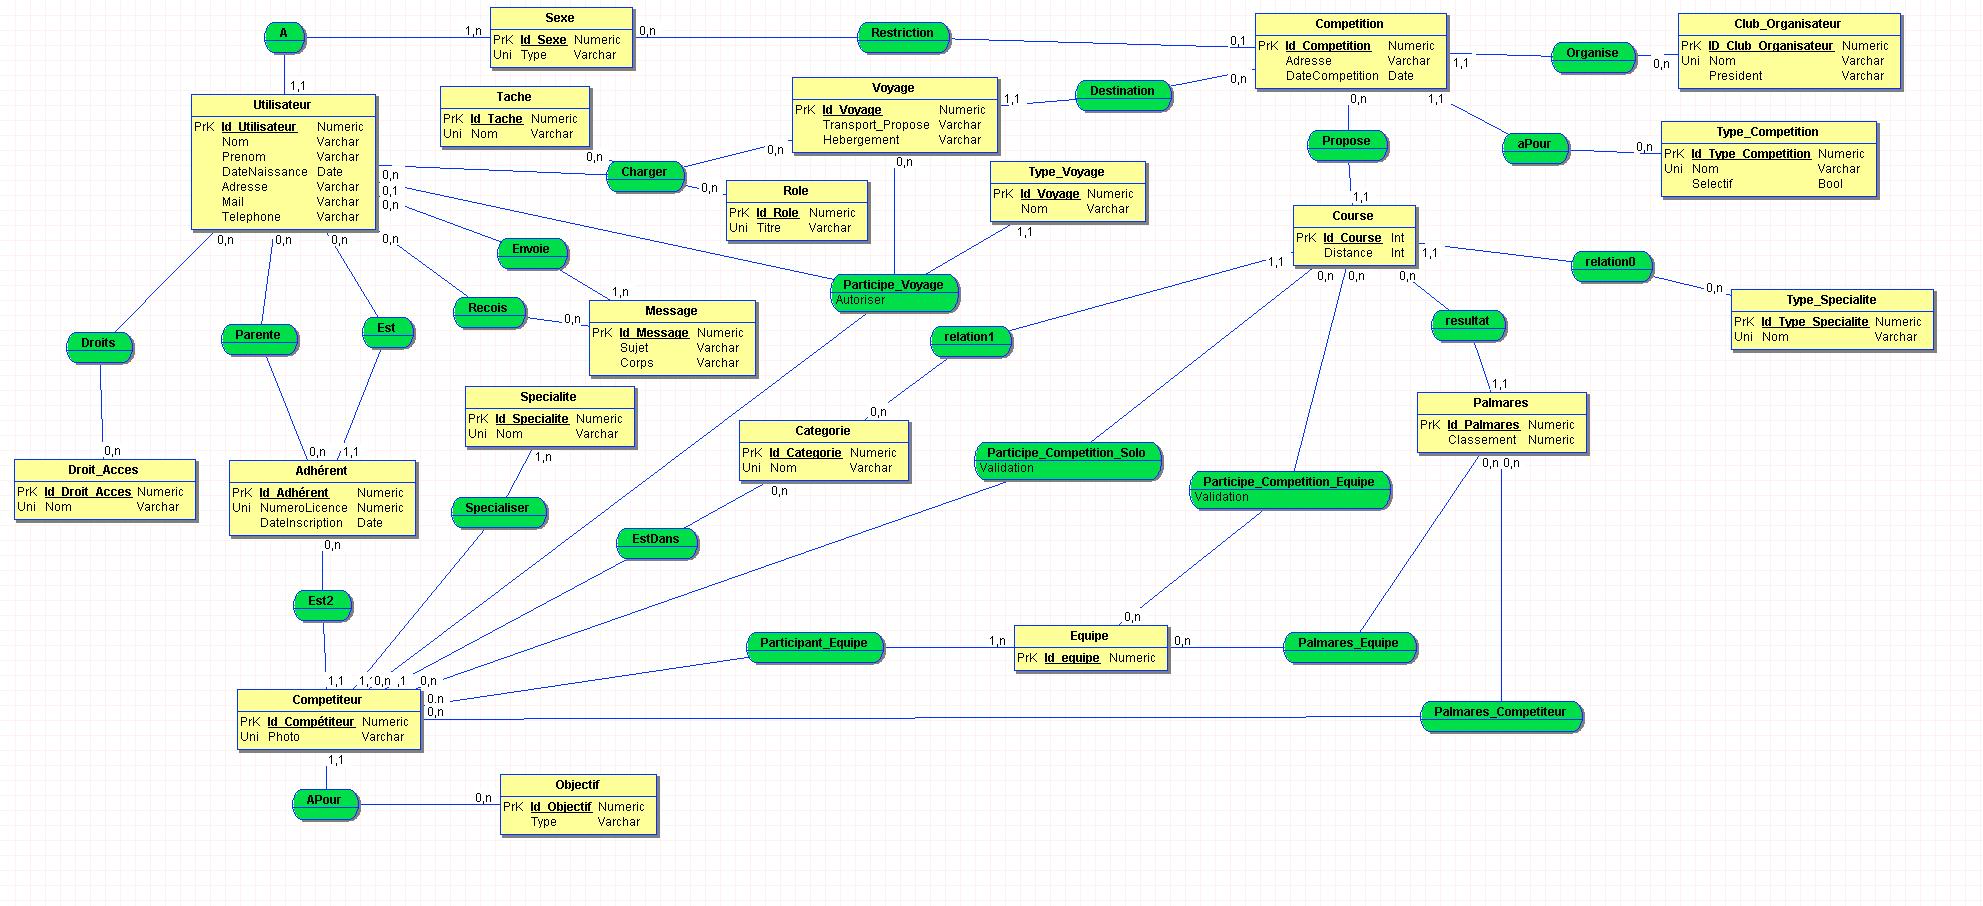 A
1,n
Sexe
PrK Id_Sexe Numeric
Uni Type Varchar
0,n
Restriction
0,1
Competition
PrK Id_Competition Numeric
Adresse Varchar
DateCompetition Date
1,1
Organise
0,n
Club_Organisateur
PrK ID_Club_Organisateur Numeric
Uni Nom Varchar
President Varchar
1,1
Utilisateur
PrK Id_Utilisateur Numeric
Nom Varchar
Prenom Varchar
DateNaissance Date
Adresse Varchar
Mail Varchar
Telephone Varchar
Tache
PrK Id_Tache Numeric
Uni Nom Varchar
0,n
Voyage
PrK Id_Voyage Numeric
Transport_Propose Varchar
Hebergement Varchar
1,1
Destination
0,n
0,n
1,1
Propose
1,1
aPour
0,n
Type_Competition
PrK Id_Type_Competition Numeric
Uni Nom Varchar
Selectif Bool
0,n
0,1
0,n
Charger
0,n
0,n
Role
PrK Id_Role Numeric
Uni Titre Varchar
0,n
Type_Voyage
PrK Id_Voyage Numeric
Nom Varchar
1,1
Course
PrK Id_Course Int
Distance Int
1,1
relation0
0,n
Type_Specialite
PrK Id_Type_Specialite Numeric
Uni Nom Varchar
0,n
0,n
0,n
0,n
Envoie
1,n
Recois
0,n
Message
PrK Id_Message Numeric
Sujet Varchar
Corps Varchar
Participe_Voyage
Autoriser
1,1
0,n
0,n
0,n
relation1
0,n
resultat
1,1
Droits
Parente
Est
0,n
0,n
1,1
Droit_Acces
PrK Id_Droit_Acces Numeric
Uni Nom Varchar
Adhérent
PrK Id_Adhérent Numeric
Uni NumeroLicence Numeric
DateInscription Date
0,n
Specialite
PrK Id_Specialite Numeric
Uni Nom Varchar
1,n
Specialiser
Categorie
PrK Id_Categorie Numeric
Uni Nom Varchar
0,n
EstDans
Participe_Competition_Solo
Validation
Participe_Competition_Equipe
Validation
Palmares
PrK Id_Palmares Numeric
Classement Numeric
0,n
0,n
Est2
1,1
0,n
0,n
0,n
0,n
Participant_Equipe
1,n
0,n
Equipe
PrK Id_equipe Numeric
0,n
Palmares_Equipe
Competiteur
PrK Id_Compétiteur Numeric
Uni Photo Varchar
Palmares_Competiteur
1,1
APour
0,n
Objectif
PrK Id_Objectif Numeric
Type Varchar